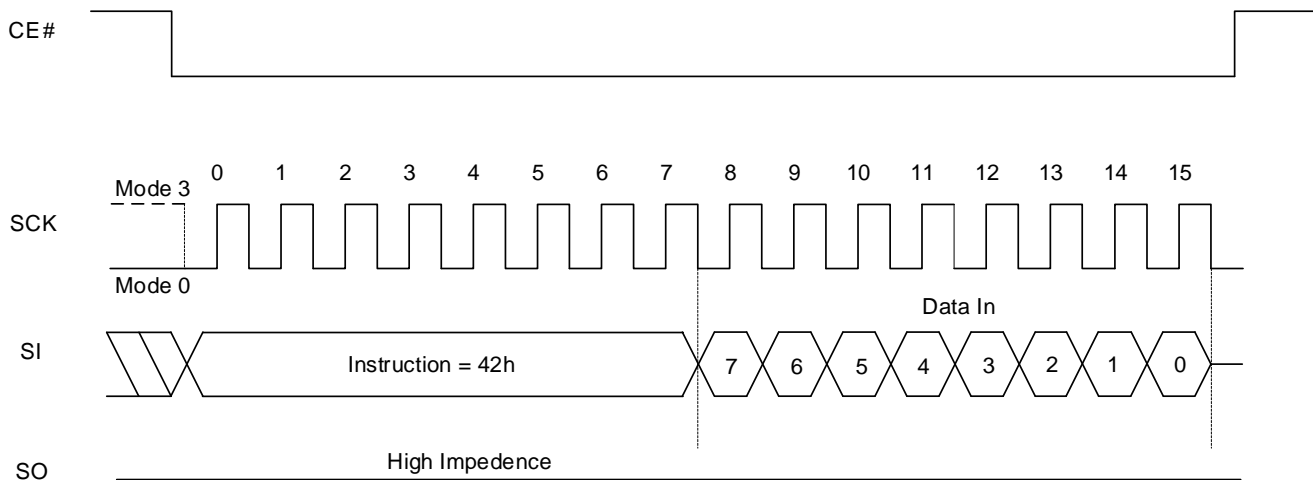 CE#
0 1 2 3 4 5 6 7 8 9 10 11 12 13 14 15
Mode 3
SCK
Mode 0
Data In
SI
Instruction = 42h
7 6 5 4 3 2 1 0
High Impedence
SO